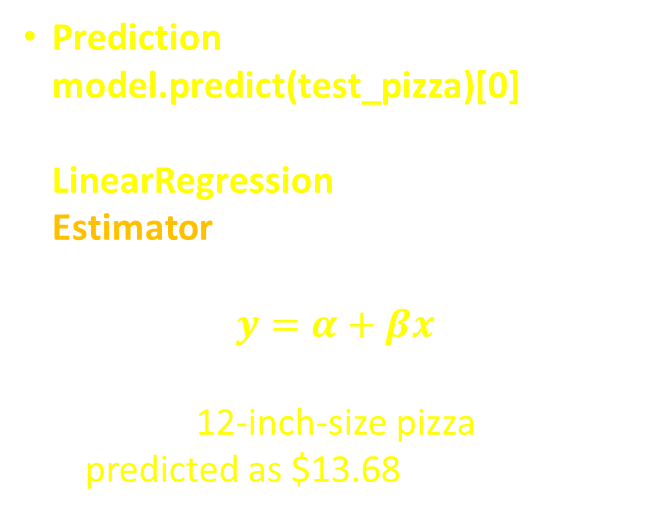 • Prediction
model.predict(test_pizza)[0]
LinearRegression
Estimator
y = α + βx
12-inch-size pizza
predicted as $13.68